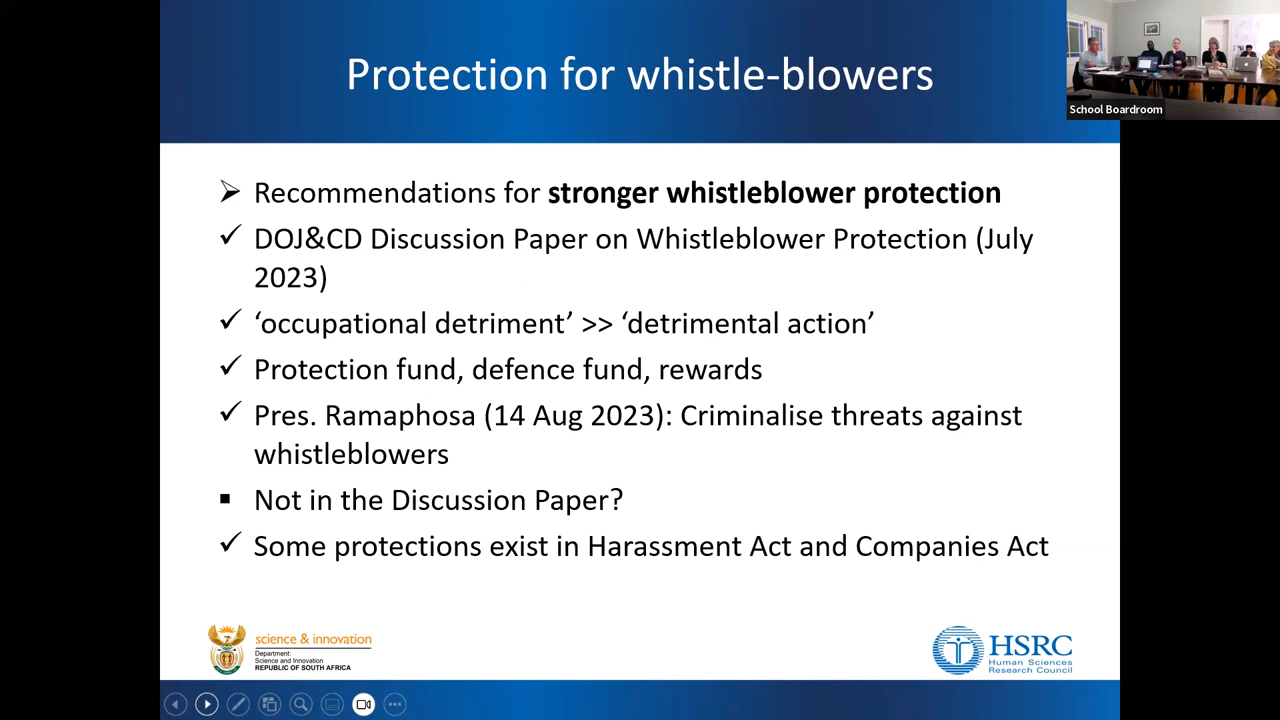 Protection for whistle-blowers
School Boardroom
➢ Recommendations for stronger whistleblower protection
✓ DOJ&CD Discussion Paper on Whistleblower Protection (July
2023)
✓ ‘occupational detriment’ >> ‘detrimental action’
✓ Protection fund, defence fund, rewards
✓ Pres. Ramaphosa (14 Aug 2023): Criminalise threats against
whistleblowers
▪ Not in the Discussion Paper?
✓ Some protections exist in Harassment Act and Companies Act
science & innovation
Department:
Science and Innovation
REPUBLIC OF SOUTH AFRICA
HSRC
Human Sciences
Research Council